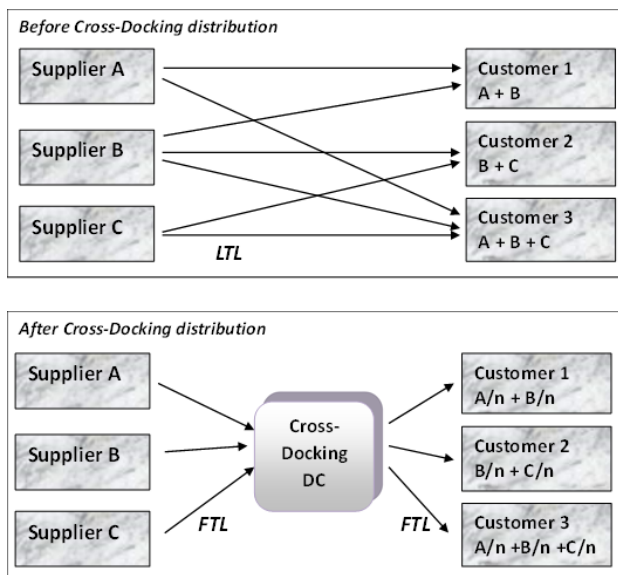 Before Cross-Docking distribution
Supplier A
Customer 1
A + B
Supplier B
Customer 2
B + C
Supplier C
Customer 3
A + B + C
LTL
After Cross-Docking distribution
Supplier A
Customer 1
A/n + B/n
Cross-
Docking
DC
Supplier B
Customer 2
B/n + C/n
Supplier C
FTL
FTL
Customer 3
A/n +B/n +C/n